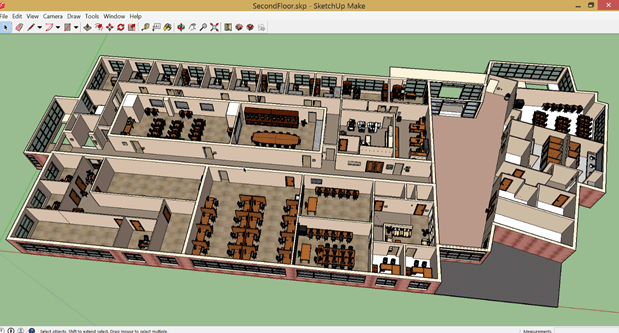 SecondFloor.skp - SketchUp Make
File Edit View Camera Draw Tools Window Help
Select objects. Shift to extend select. Drag mouse to select multiple.
Measurements